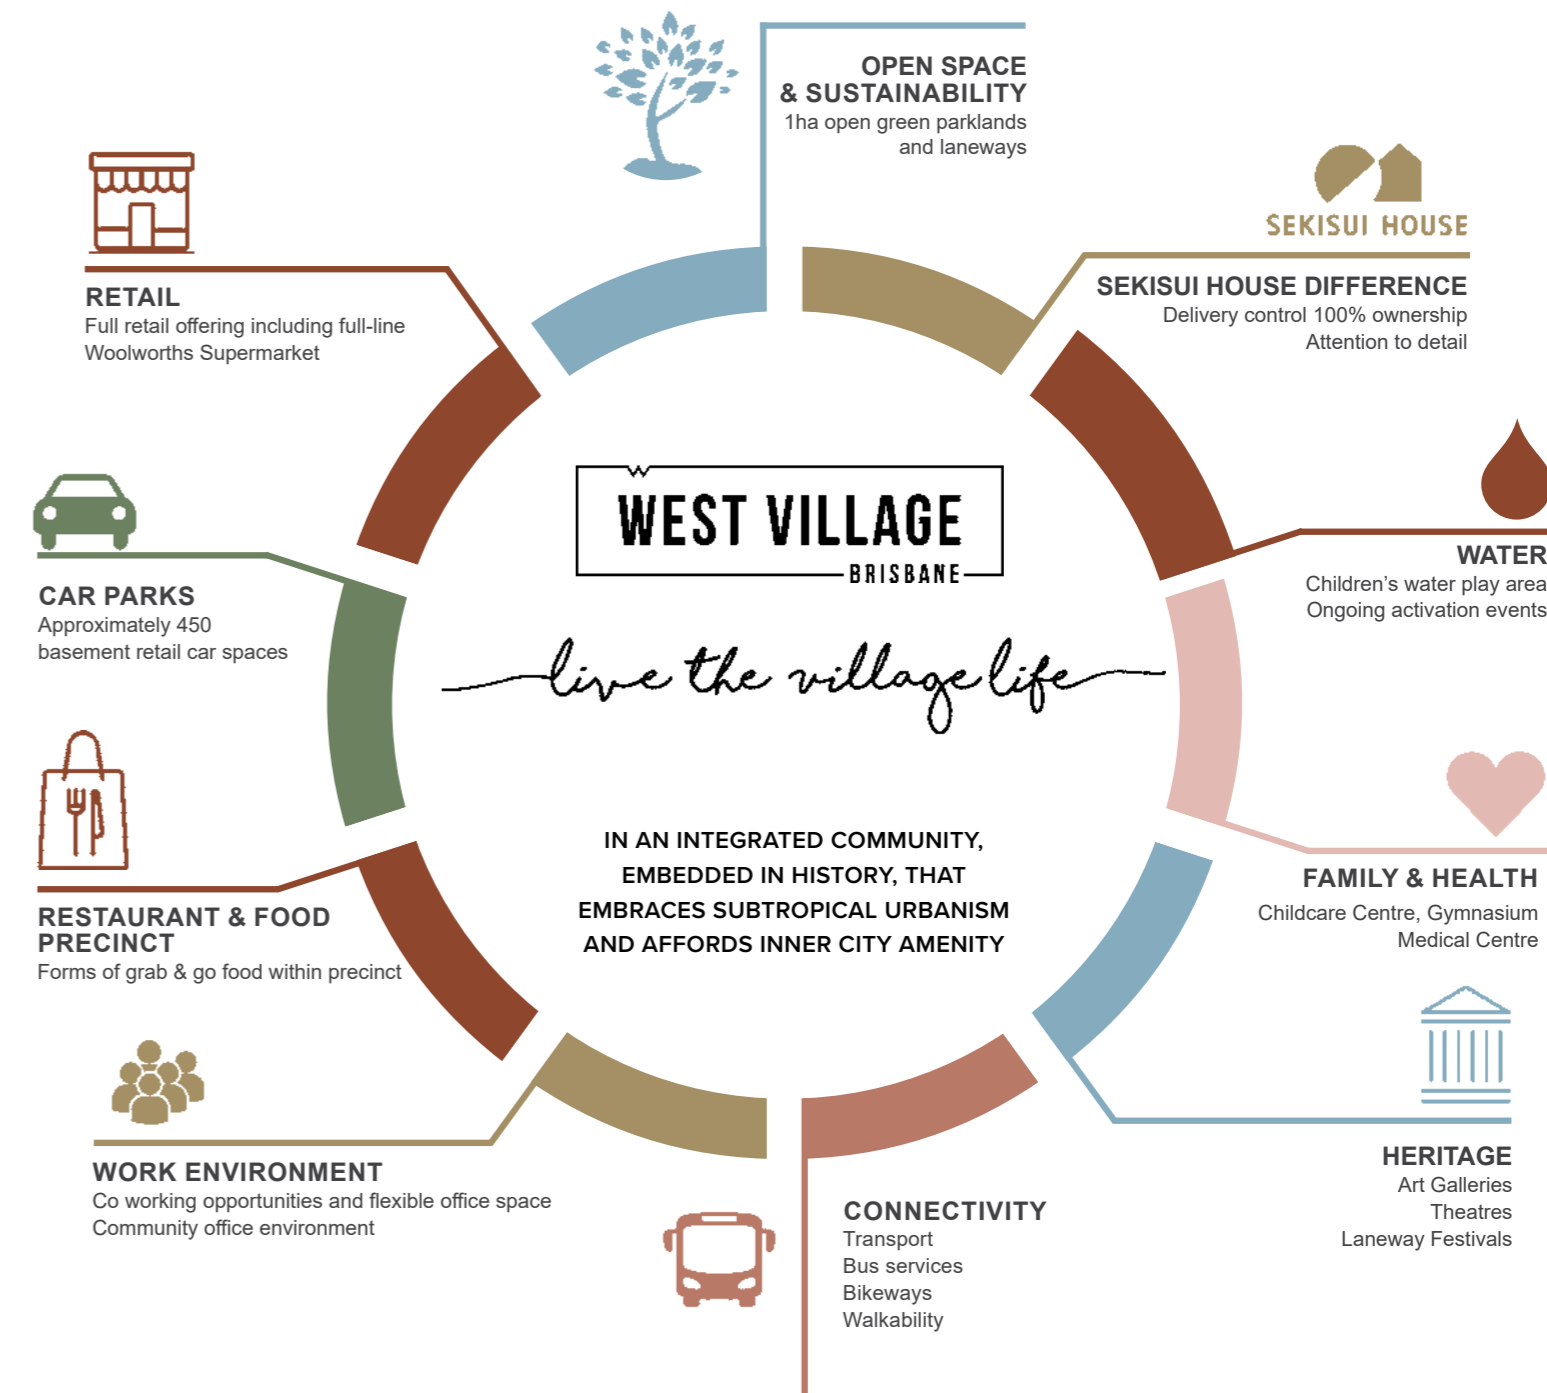 OPEN SPACE
& SUSTAINABILITY
1ha open green parklands
and laneways
SEKISUI HOUSE
SEKISUI HOUSE DIFFERENCE
Delivery control 100% ownership
Attention to detail
RETAIL
Full retail offering including full-line
Woolworths Supermarket
WATER
Children’s water play area
Ongoing activation events
WEST VILLAGE
BRISBANE
live the village life
CAR PARKS
Approximately 450
basement retail car spaces
IN AN INTEGRATED COMMUNITY,
EMBEDDED IN HISTORY, THAT
EMBRACES SUBTROPICAL URBANISM
AND AFFORDS INNER CITY AMENITY
FAMILY & HEALTH
Childcare Centre, Gymnasium
Medical Centre
RESTAURANT & FOOD
PRECINCT
Forms of grab & go food within precinct
HERITAGE
Art Galleries
Theatres
Laneway Festivals
WORK ENVIRONMENT
Co working opportunities and flexible office space
Community office environment
CONNECTIVITY
Transport
Bus services
Bikeways
Walkability